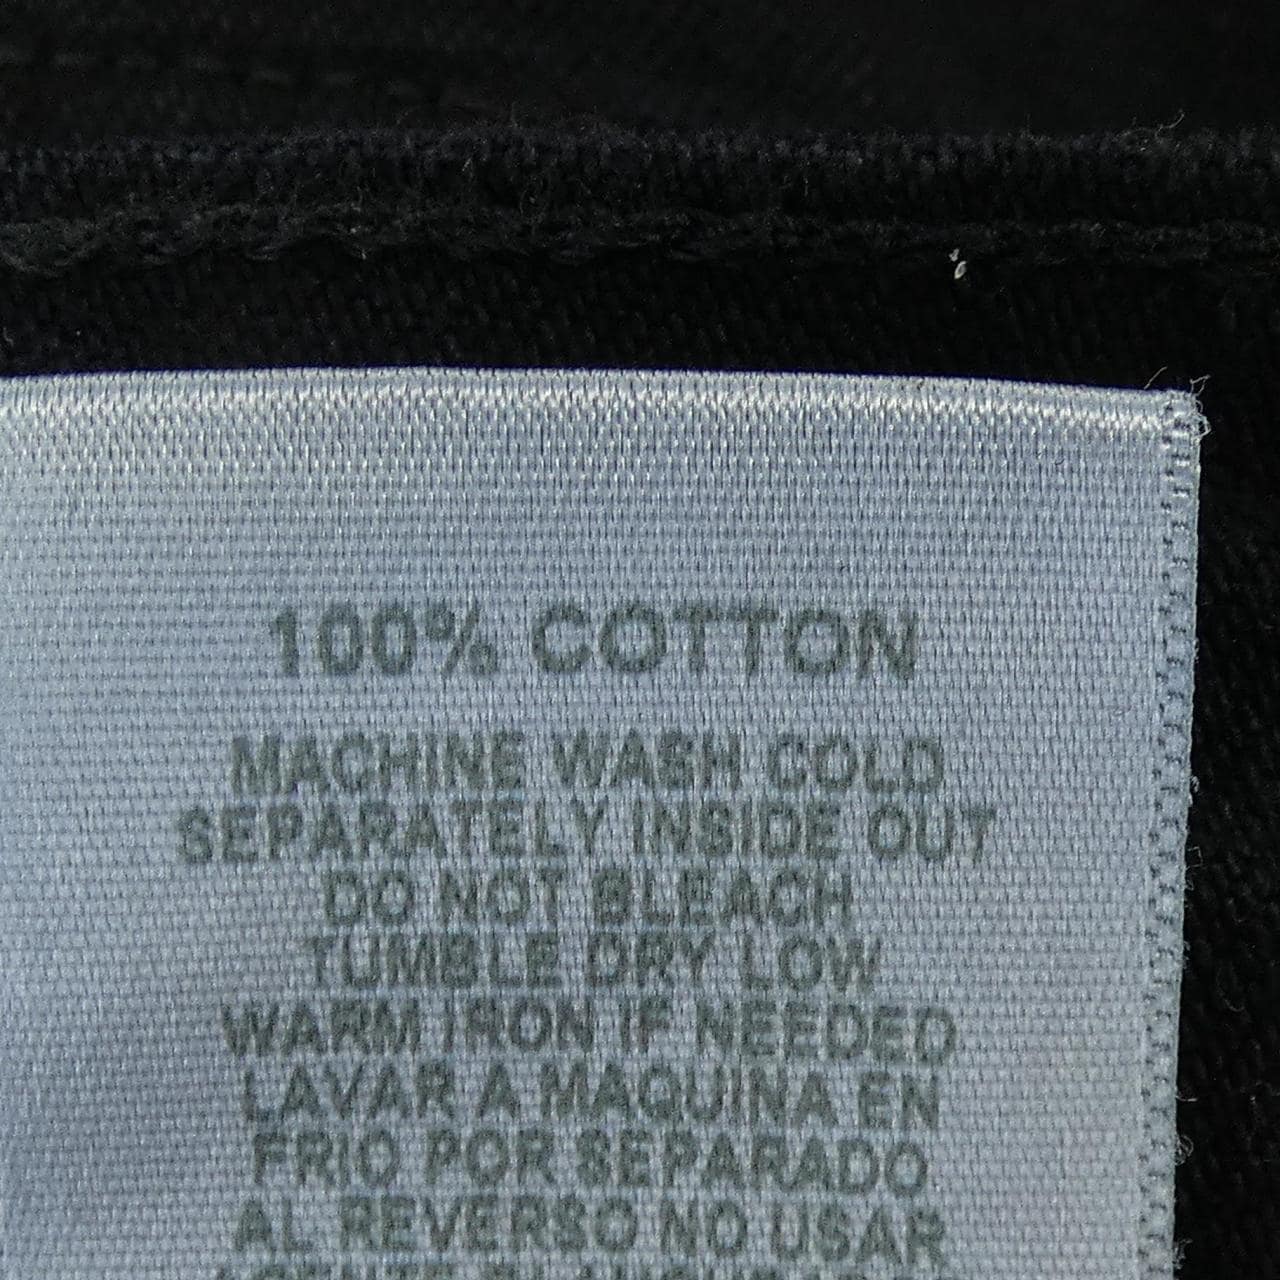 100% COTTON
MACHINE WASH COLD
SEPARATELY INSIDE OUT
DO NOT BLEACH
TUMBLE DRY LOW
WARM IRON IF NEEDED
LAVAR A MAQUINA EN
FRIO POR SEPARADO
AL REVERSO NO USAR